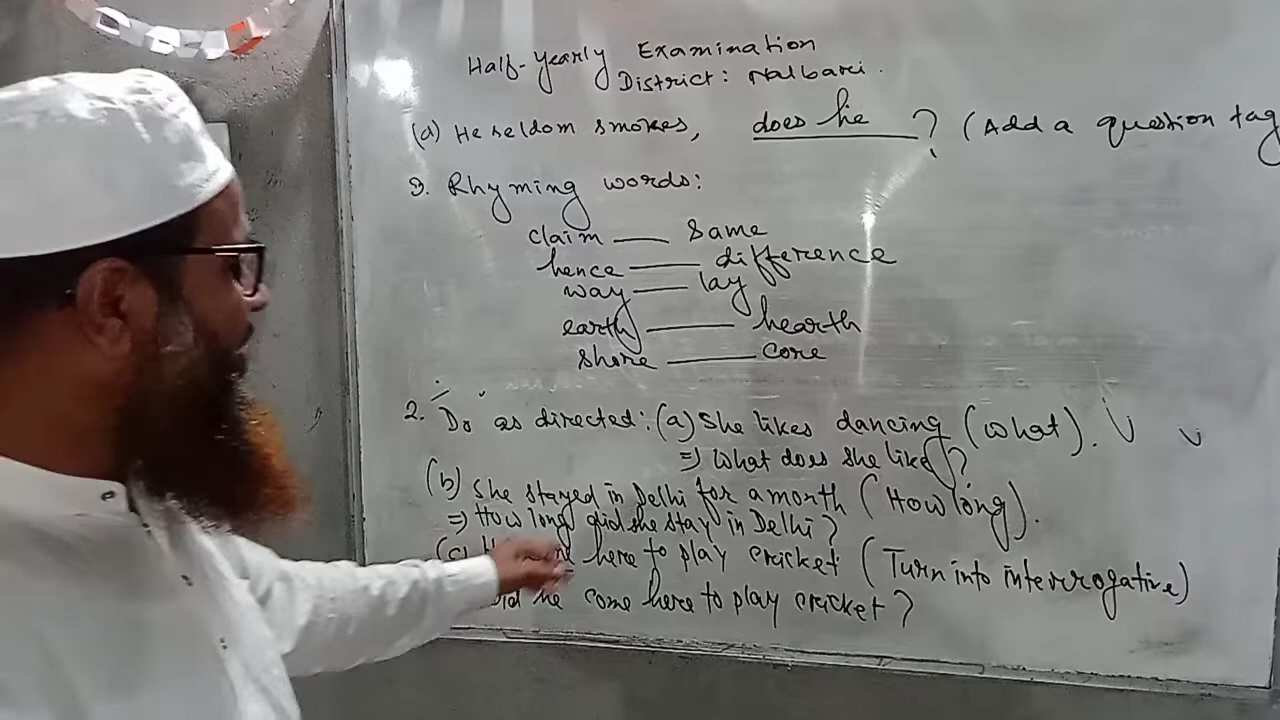 Half-Yearly Examination
District: Nalbari.
(a) He seldom smokes, does he ? (Add a question tag
3. Rhyming words:
claim — same
hence — difference
way — lay
earth — hearth
shore — core
2. Do as directed: (a) She likes dancing (what).
⇒ What does she like?
(b) She stayed in Delhi for a month (How long).
⇒ How long did she stay in Delhi?
(c) here to play cricket (Turn into interrogative)
he come here to play cricket?